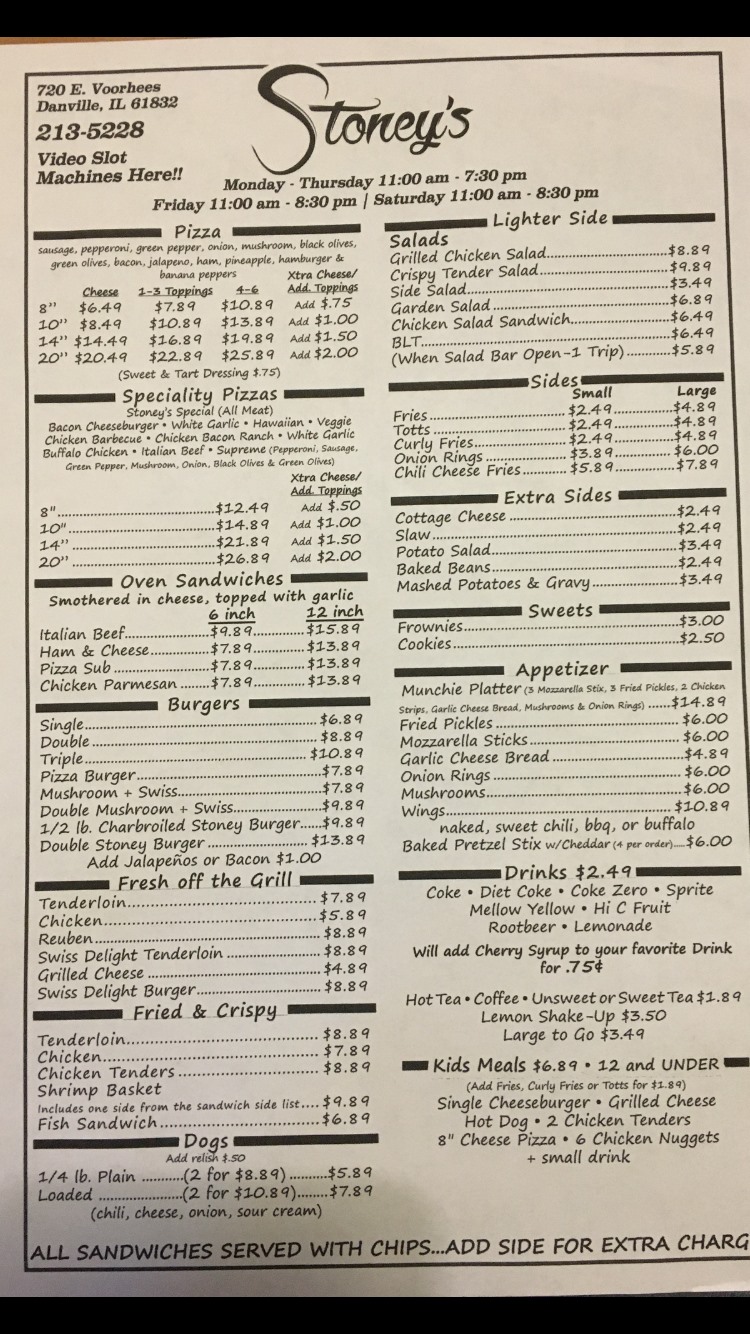 720 E. Voorhees
Danville, IL 61832
213-5228
Video Slot
Machines Here!!
Stoney's
Monday - Thursday 11:00 am - 7:30 pm
Friday 11:00 am - 8:30 pm | Saturday 11:00 am - 8:30 pm
Pizza
sausage, pepperoni, green pepper, onion, mushroom, black olives,
green olives, bacon, jalapeno, ham, pineapple, hamburger &
banana peppers
Xtra Cheese/
Cheese 1-3 Toppings 4-6 Add. Toppings
8" $6.49 $7.89 $10.89 Add $.75
10" $8.49 $10.89 $13.89 Add $1.00
14" $14.49 $16.89 $19.89 Add $1.50
20" $20.49 $22.89 $25.89 Add $2.00
(Sweet & Tart Dressing $.75)
Speciality Pizzas
Stoney's Special (All Meat)
Bacon Cheeseburger • White Garlic • Hawaiian • Veggie
Chicken Barbecue • Chicken Bacon Ranch • White Garlic
Buffalo Chicken • Italian Beef • Supreme (Pepperoni, Sausage,
Green Pepper, Mushroom, Onion, Black Olives & Green Olives)
Xtra Cheese/
Add. Toppings
8"..........$12.49 Add $.50
10"..........$14.89 Add $1.00
14"..........$21.89 Add $1.50
20"..........$26.89 Add $2.00
Oven Sandwiches
Smothered in cheese, topped with garlic
6 inch 12 inch
Italian Beef..........$9.89..........$15.89
Ham & Cheese..........$7.89..........$13.89
Pizza Sub..........$7.89..........$13.89
Chicken Parmesan..........$7.89..........$13.89
Burgers
Single..........$6.89
Double..........$8.89
Triple..........$10.89
Pizza Burger..........$7.89
Mushroom + Swiss..........$7.89
Double Mushroom + Swiss..........$9.89
1/2 lb. Charbroiled Stoney Burger......$9.89
Double Stoney Burger..........$13.89
Add Jalapeños or Bacon $1.00
Fresh off the Grill
Tenderloin..........$7.89
Chicken..........$5.89
Reuben..........$8.89
Swiss Delight Tenderloin..........$8.89
Grilled Cheese..........$4.89
Swiss Delight Burger..........$8.89
Fried & Crispy
Tenderloin..........$8.89
Chicken..........$7.89
Chicken Tenders..........$8.89
Shrimp Basket
Includes one side from the sandwich side list....$9.89
Fish Sandwich..........$6.89
Dogs
Add relish $.50
1/4 lb. Plain ..........(2 for $8.89) .........$5.89
Loaded ..........(2 for $10.89)........$7.89
(chili, cheese, onion, sour cream)
Lighter Side
Salads
Grilled Chicken Salad..........$8.89
Crispy Tender Salad..........$9.89
Side Salad..........$3.49
Garden Salad..........$6.89
Chicken Salad Sandwich..........$6.49
BLT..........$6.49
(When Salad Bar Open-1 Trip)..........$5.89
Sides
Small Large
Fries..........$2.49..........$4.89
Totts..........$2.49..........$4.89
Curly Fries..........$2.49..........$4.89
Onion Rings..........$3.89..........$6.00
Chili Cheese Fries..........$5.89..........$7.89
Extra Sides
Cottage Cheese..........$2.49
Slaw..........$2.49
Potato Salad..........$3.49
Baked Beans..........$2.49
Mashed Potatoes & Gravy..........$3.49
Sweets
Frownies..........$3.00
Cookies..........$2.50
Appetizer
Munchie Platter (3 Mozzarella Stix, 3 Fried Pickles, 2 Chicken
Strips, Garlic Cheese Bread, Mushrooms & Onion Rings) ......$14.89
Fried Pickles..........$6.00
Mozzarella Sticks..........$6.00
Garlic Cheese Bread..........$4.89
Onion Rings..........$6.00
Mushrooms..........$6.00
Wings..........$10.89
naked, sweet chili, bbq, or buffalo
Baked Pretzel Stix w/Cheddar (4 per order)....$6.00
Drinks $2.49
Coke • Diet Coke • Coke Zero • Sprite
Mellow Yellow • Hi C Fruit
Rootbeer • Lemonade
Will add Cherry Syrup to your favorite Drink
for .75¢
Hot Tea • Coffee • Unsweet or Sweet Tea $1.89
Lemon Shake-Up $3.50
Large to Go $3.49
Kids Meals $6.89 • 12 and UNDER
(Add Fries, Curly Fries or Totts for $1.89)
Single Cheeseburger • Grilled Cheese
Hot Dog • 2 Chicken Tenders
8" Cheese Pizza • 6 Chicken Nuggets
+ small drink
ALL SANDWICHES SERVED WITH CHIPS...ADD SIDE FOR EXTRA CHARG